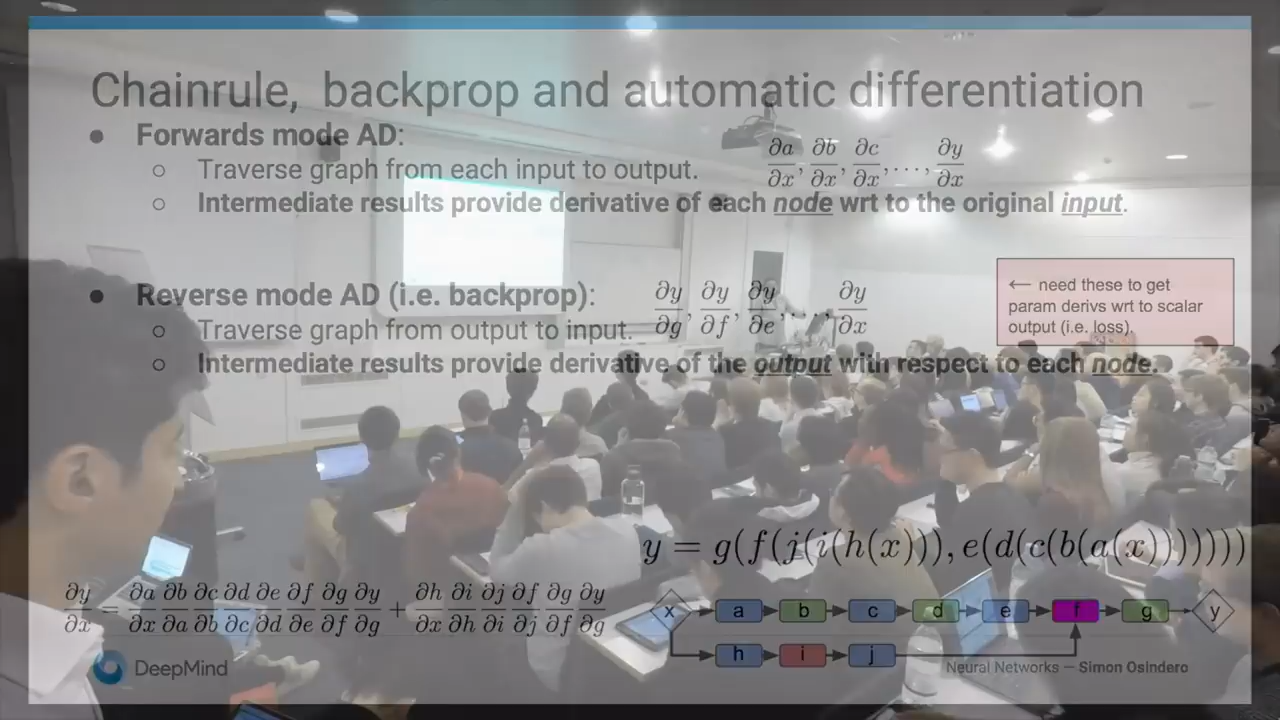 Chainrule, backprop and automatic differentiation
● Forwards mode AD:
○ Traverse graph from each input to output. ∂a/∂x, ∂b/∂x, ∂c/∂x, ..., ∂y/∂x
○ Intermediate results provide derivative of each node wrt to the original input.
● Reverse mode AD (i.e. backprop):
○ Traverse graph from output to input. ∂y/∂g, ∂y/∂f, ∂y/∂e, ..., ∂y/∂x
← need these to get
param derivs wrt to scalar
output (i.e. loss).
○ Intermediate results provide derivative of the output with respect to each node.
y = g(f(j(i(h(x))), e(d(c(b(a(x)))))))
∂y/∂x = ∂a/∂x ∂b/∂a ∂c/∂b ∂d/∂c ∂e/∂d ∂f/∂e ∂g/∂f ∂y/∂g + ∂h/∂x ∂i/∂h ∂j/∂i ∂f/∂j ∂g/∂f ∂y/∂g
x a b c d e f g y
h i j
DeepMind
Neural Networks — Simon Osindero